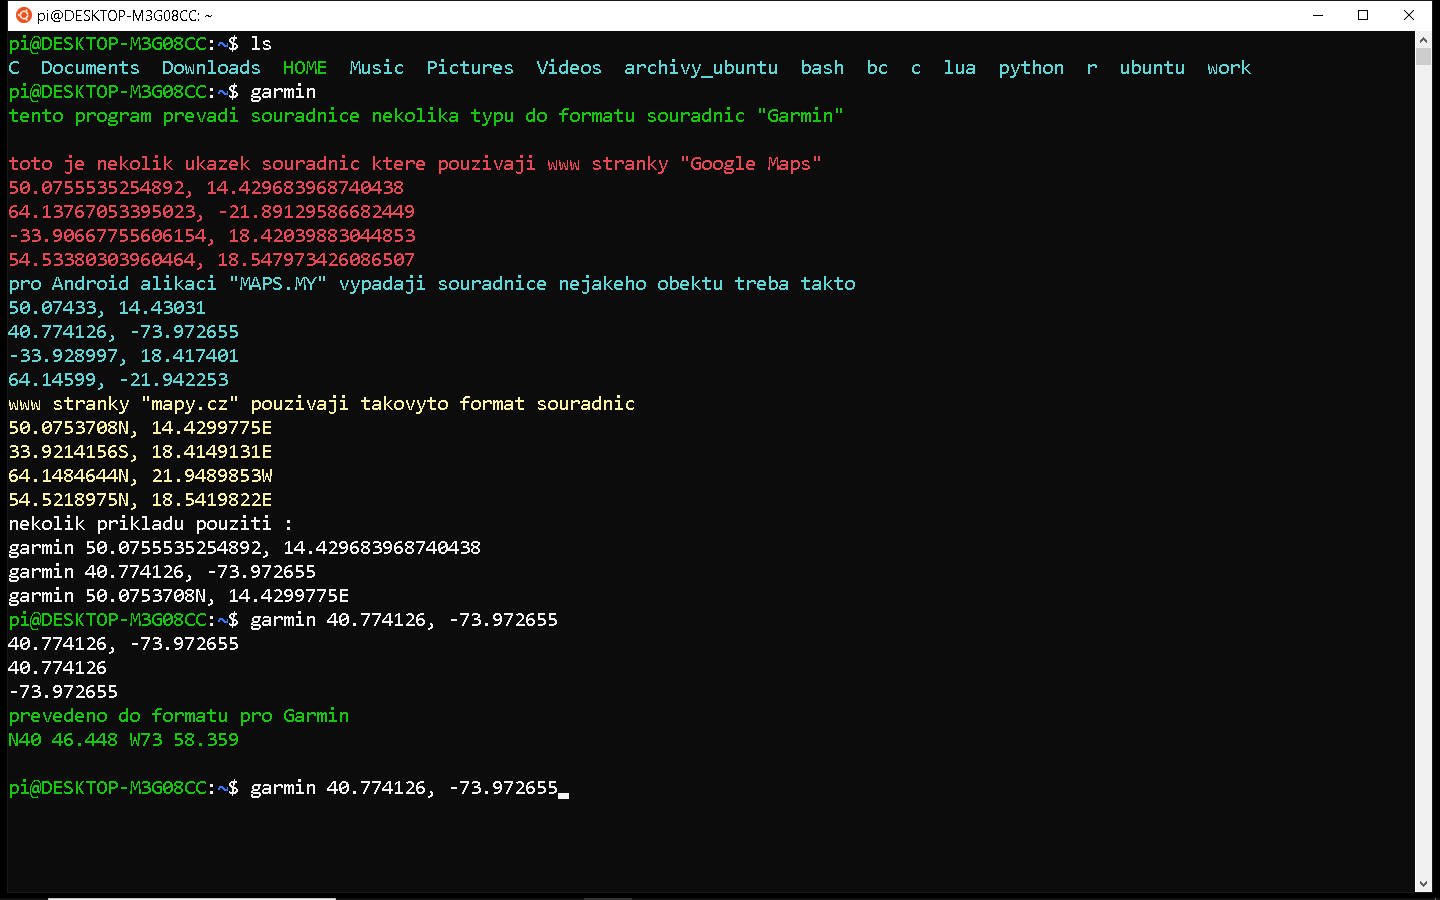 pi@DESKTOP-M3G08CC: ~
pi@DESKTOP-M3G08CC:~$ ls
C  Documents  Downloads  HOME  Music  Pictures  Videos  archivy_ubuntu  bash  bc  c  lua  python  r  ubuntu  work
pi@DESKTOP-M3G08CC:~$ garmin
tento program prevadi souradnice nekolika typu do formatu souradnic "Garmin"
toto je nekolik ukazek souradnic ktere pouzivaji www stranky "Google Maps"
50.0755535254892, 14.429683968740438
64.13767053395023, -21.89129586682449
-33.90667755606154, 18.42039883044853
54.53380303960464, 18.547973426086507
pro Android alikaci "MAPS.MY" vypadaji souradnice nejakeho obektu treba takto
50.07433, 14.43031
40.774126, -73.972655
-33.928997, 18.417401
64.14599, -21.942253
www stranky "mapy.cz" pouzivaji takovyto format souradnic
50.0753708N, 14.4299775E
33.9214156S, 18.4149131E
64.1484644N, 21.9489853W
54.5218975N, 18.5419822E
nekolik prikladu pouziti :
garmin 50.0755535254892, 14.429683968740438
garmin 40.774126, -73.972655
garmin 50.0753708N, 14.4299775E
pi@DESKTOP-M3G08CC:~$ garmin 40.774126, -73.972655
40.774126, -73.972655
40.774126
-73.972655
prevedeno do formatu pro Garmin
N40 46.448 W73 58.359
pi@DESKTOP-M3G08CC:~$ garmin 40.774126, -73.972655